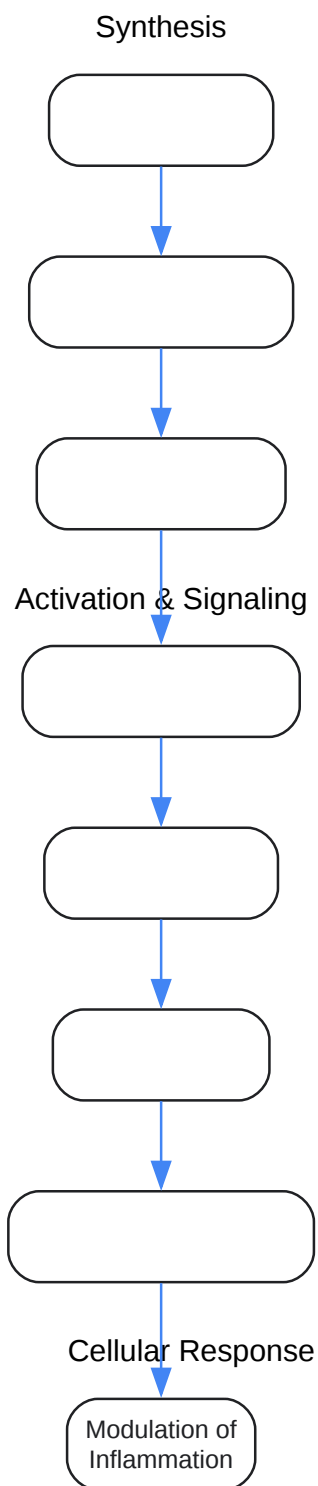 Synthesis
Activation & Signaling
Cellular Response
Modulation of
Inflammation